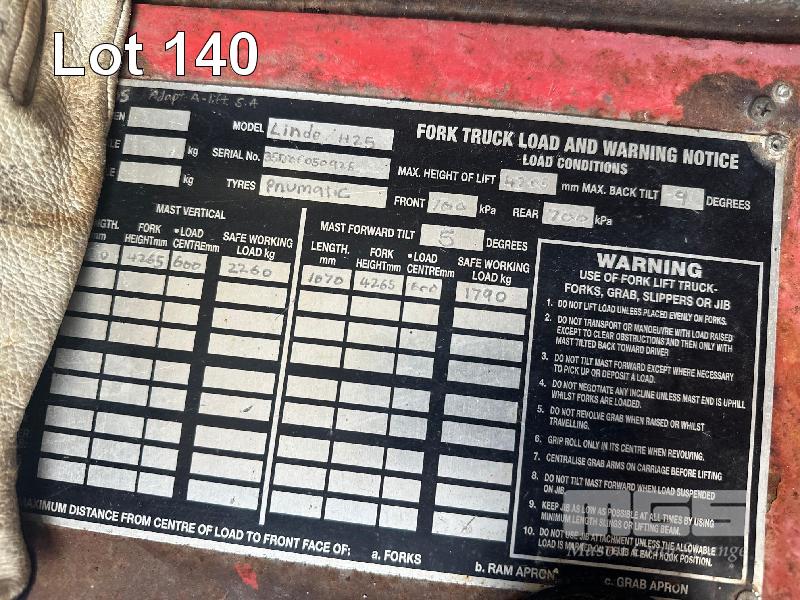 Lot 140
Adapt-A-lift S.A
MODEL Linde H25
FORK TRUCK LOAD AND WARNING NOTICE
LOAD CONDITIONS
kg SERIAL No.
MAX. HEIGHT OF LIFT mm MAX. BACK TILT 9 DEGREES
kg TYRES Pnumatic
FRONT kPa REAR 700 kPa
MAST VERTICAL
MAST FORWARD TILT 5 DEGREES
FORK HEIGHTmm •LOAD CENTREmm SAFE WORKING LOAD kg
LENGTH. mm FORK HEIGHTmm •LOAD CENTREmm SAFE WORKING LOAD kg
4265 600 2260
1070 4265 600 1790
WARNING
USE OF FORK LIFT TRUCK-
FORKS, GRAB, SLIPPERS OR JIB
1. DO NOT LIFT LOAD UNLESS PLACED EVENLY ON FORKS.
2. DO NOT TRANSPORT OR MANOEUVRE WITH LOAD RAISED
EXCEPT TO CLEAR OBSTRUCTIONS AND THEN ONLY WITH
MAST TILTED BACK TOWARD DRIVER
3. DO NOT TILT MAST FORWARD EXCEPT WHERE NECESSARY
TO PICK UP OR DEPOSIT A LOAD.
4. DO NOT NEGOTIATE ANY INCLINE UNLESS MAST END IS UPHILL
WHILST FORKS ARE LOADED.
5. DO NOT REVOLVE GRAB WHEN RAISED OR WHILST
TRAVELLING.
6. GRIP ROLL ONLY IN ITS CENTRE WHEN REVOLVING.
7. CENTRALISE GRAB ARMS ON CARRIAGE BEFORE LIFTING
8. DO NOT TILT MAST FORWARD WHEN LOAD SUSPENDED
ON JIB.
9. KEEP JIB AS LOW AS POSSIBLE AT ALL TIMES BY USING
MINIMUM LENGTH SLINGS OR LIFTING BEAM.
10. DO NOT USE JIB ATTACHMENT UNLESS THE ALLOWABLE
LOAD IS MARKED ON THE JIB AT EACH HOOK POSITION.
MAXIMUM DISTANCE FROM CENTRE OF LOAD TO FRONT FACE OF: a. FORKS
b. RAM APRON
c. GRAB APRON